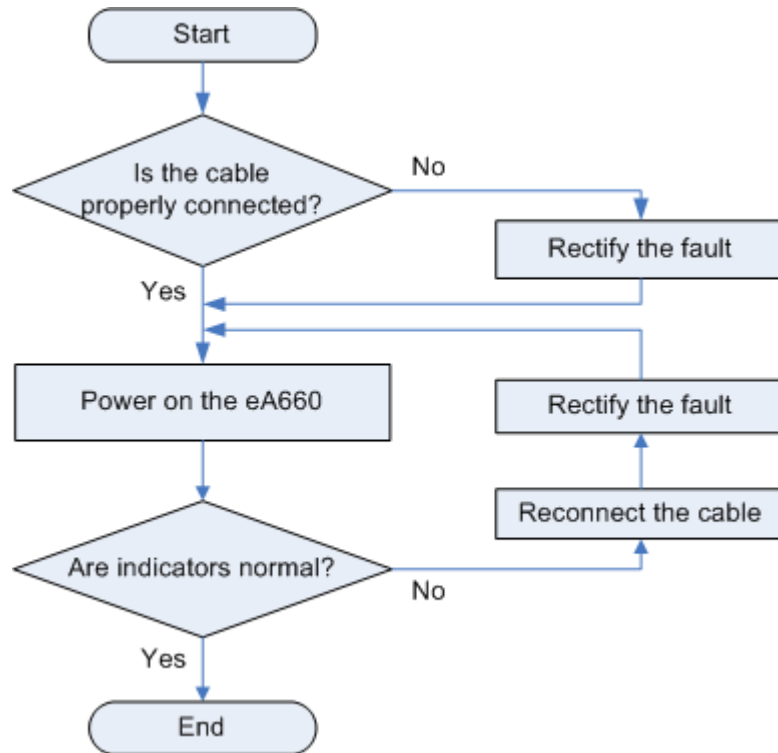 Start
Is the cable
properly connected?
No
Rectify the fault
Yes
Power on the eA660
Rectify the fault
Reconnect the cable
Are indicators normal?
No
Yes
End